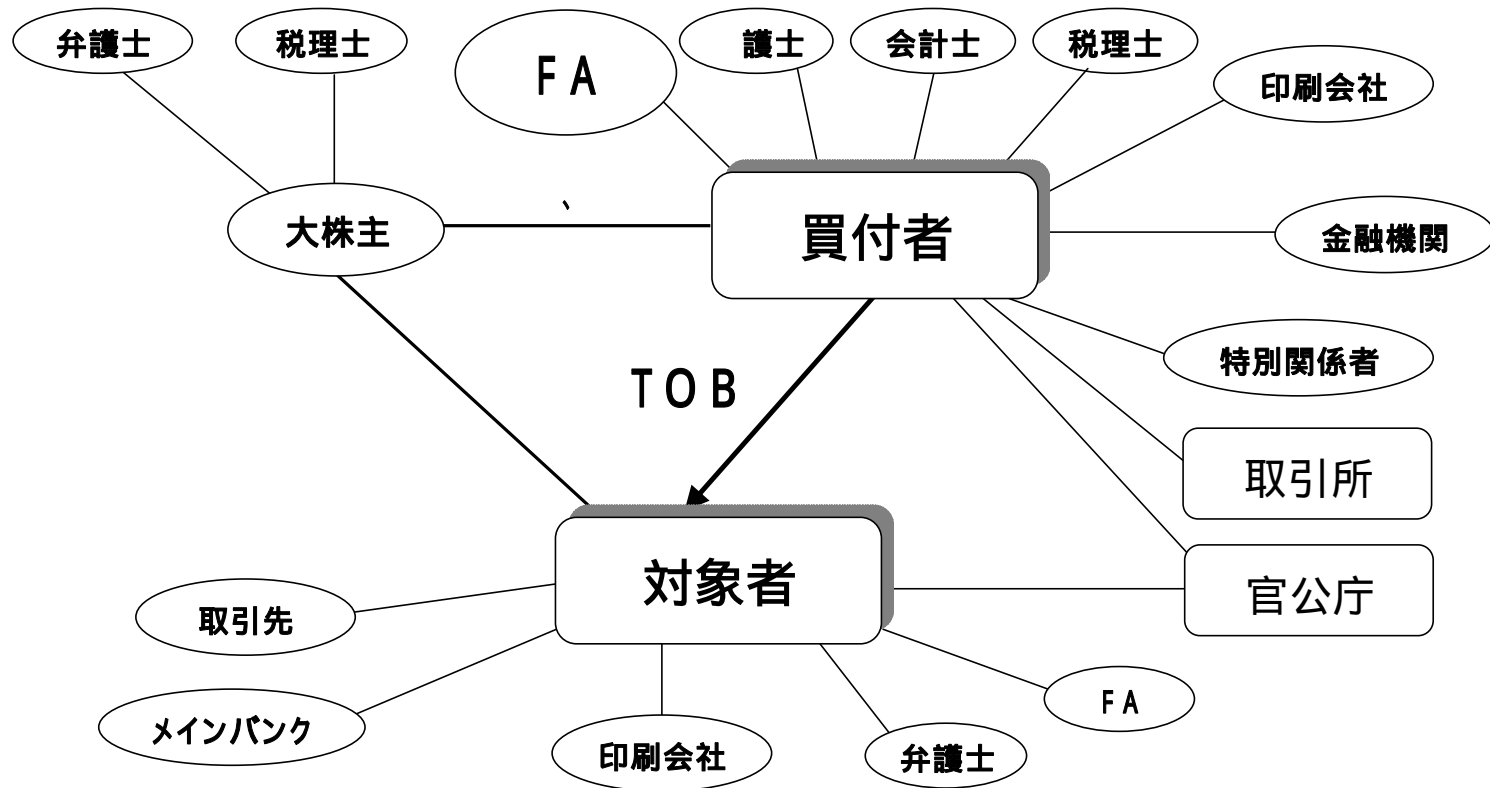 弁護士
税理士
ＦＡ
護士
会計士
税理士
印刷会社
大株主
、
買付者
金融機関
特別関係者
ＴＯＢ
取引所
対象者
官公庁
取引先
メインバンク
印刷会社
弁護士
ＦＡ